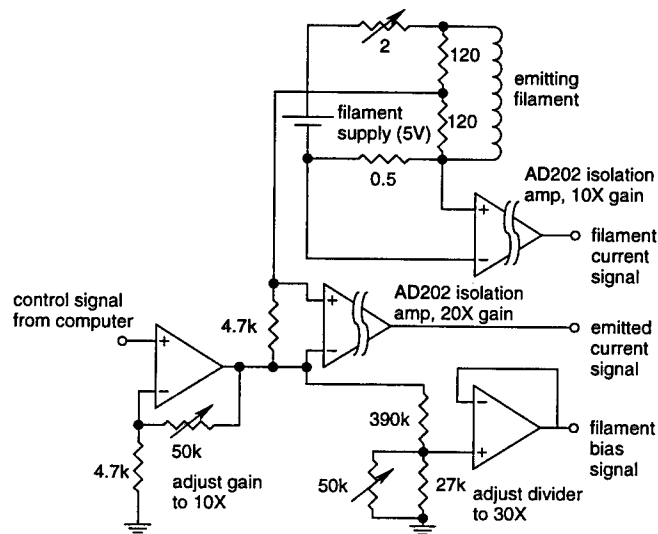 2
120
emitting
filament
filament
supply (5V)
120
0.5
AD202 isolation
amp, 10X gain
+
−
filament
current
signal
control signal
from computer
4.7k
+
−
AD202 isolation
amp, 20X gain
emitted
current
signal
+
−
50k
4.7k
adjust gain
to 10X
390k
50k
27k
−
+
filament
bias
signal
adjust divider
to 30X